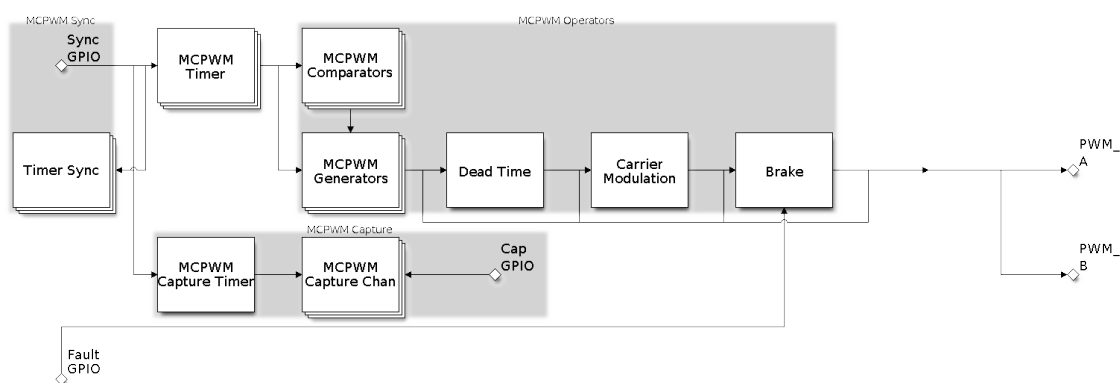 MCPWM Sync
MCPWM Operators
Sync
GPIO
MCPWM
Timer
MCPWM
Comparators
Timer Sync
MCPWM
Generators
Dead Time
Carrier
Modulation
Brake
PWM_
A
MCPWM Capture
MCPWM
Capture Timer
MCPWM
Capture Chan
Cap
GPIO
PWM_
B
Fault
GPIO